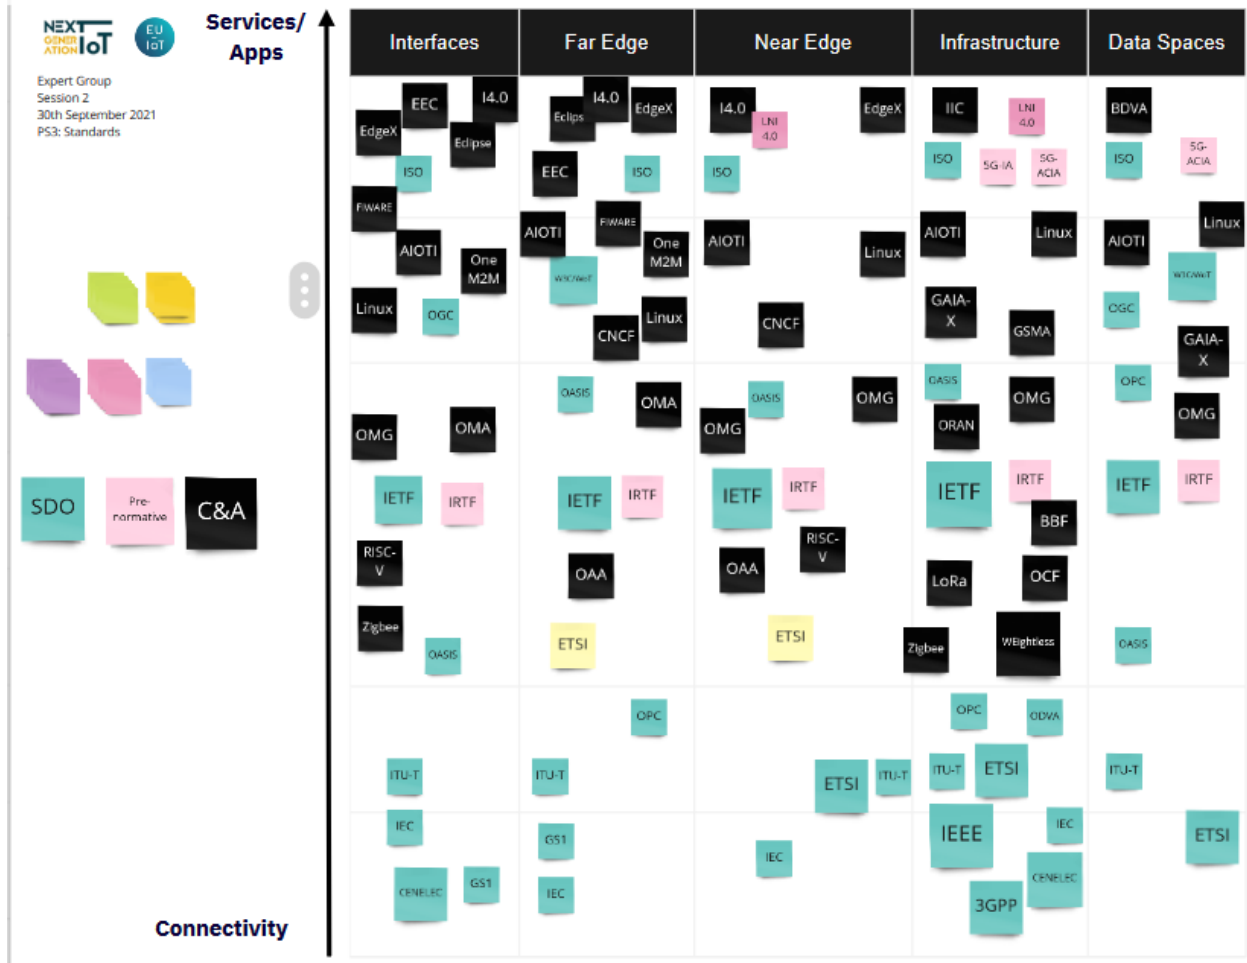 NEXT
GENER
ATION
IoT
EU
IoT
Services/
Apps
Expert Group
Session 2
30th September 2021
PS3: Standards
SDO
Pre-
normative
C&A
Connectivity
Interfaces
Far Edge
Near Edge
Infrastructure
Data Spaces
EEC
I4.0
EdgeX
Eclipse
ISO
FIWARE
AIOTI
One
M2M
Linux
OGC
OMG
OMA
IETF
IRTF
RISC-
V
Zigbee
OASIS
ITU-T
IEC
CENELEC
GS1
I4.0
Eclips
EdgeX
EEC
ISO
AIOTI
FIWARE
One
M2M
W3C/WoT
Linux
CNCF
OASIS
OMA
IETF
IRTF
OAA
ETSI
OPC
ITU-T
GS1
IEC
I4.0
LNI
4.0
EdgeX
ISO
AIOTI
Linux
CNCF
OASIS
OMG
OMG
IETF
IRTF
RISC-
V
OAA
ETSI
ETSI
ITU-T
IEC
IIC
LNI
4.0
ISO
5G-IA
5G-
ACIA
AIOTI
Linux
GAIA-
X
GSMA
OASIS
OMG
ORAN
IETF
IRTF
BBF
LoRa
OCF
Zigbee
WEightless
OPC
ODVA
ITU-T
ETSI
IEEE
IEC
CENELEC
3GPP
BDVA
5G-
ACIA
ISO
Linux
AIOTI
W3C/WoT
OGC
GAIA-
X
OPC
OMG
IETF
IRTF
OASIS
ITU-T
ETSI